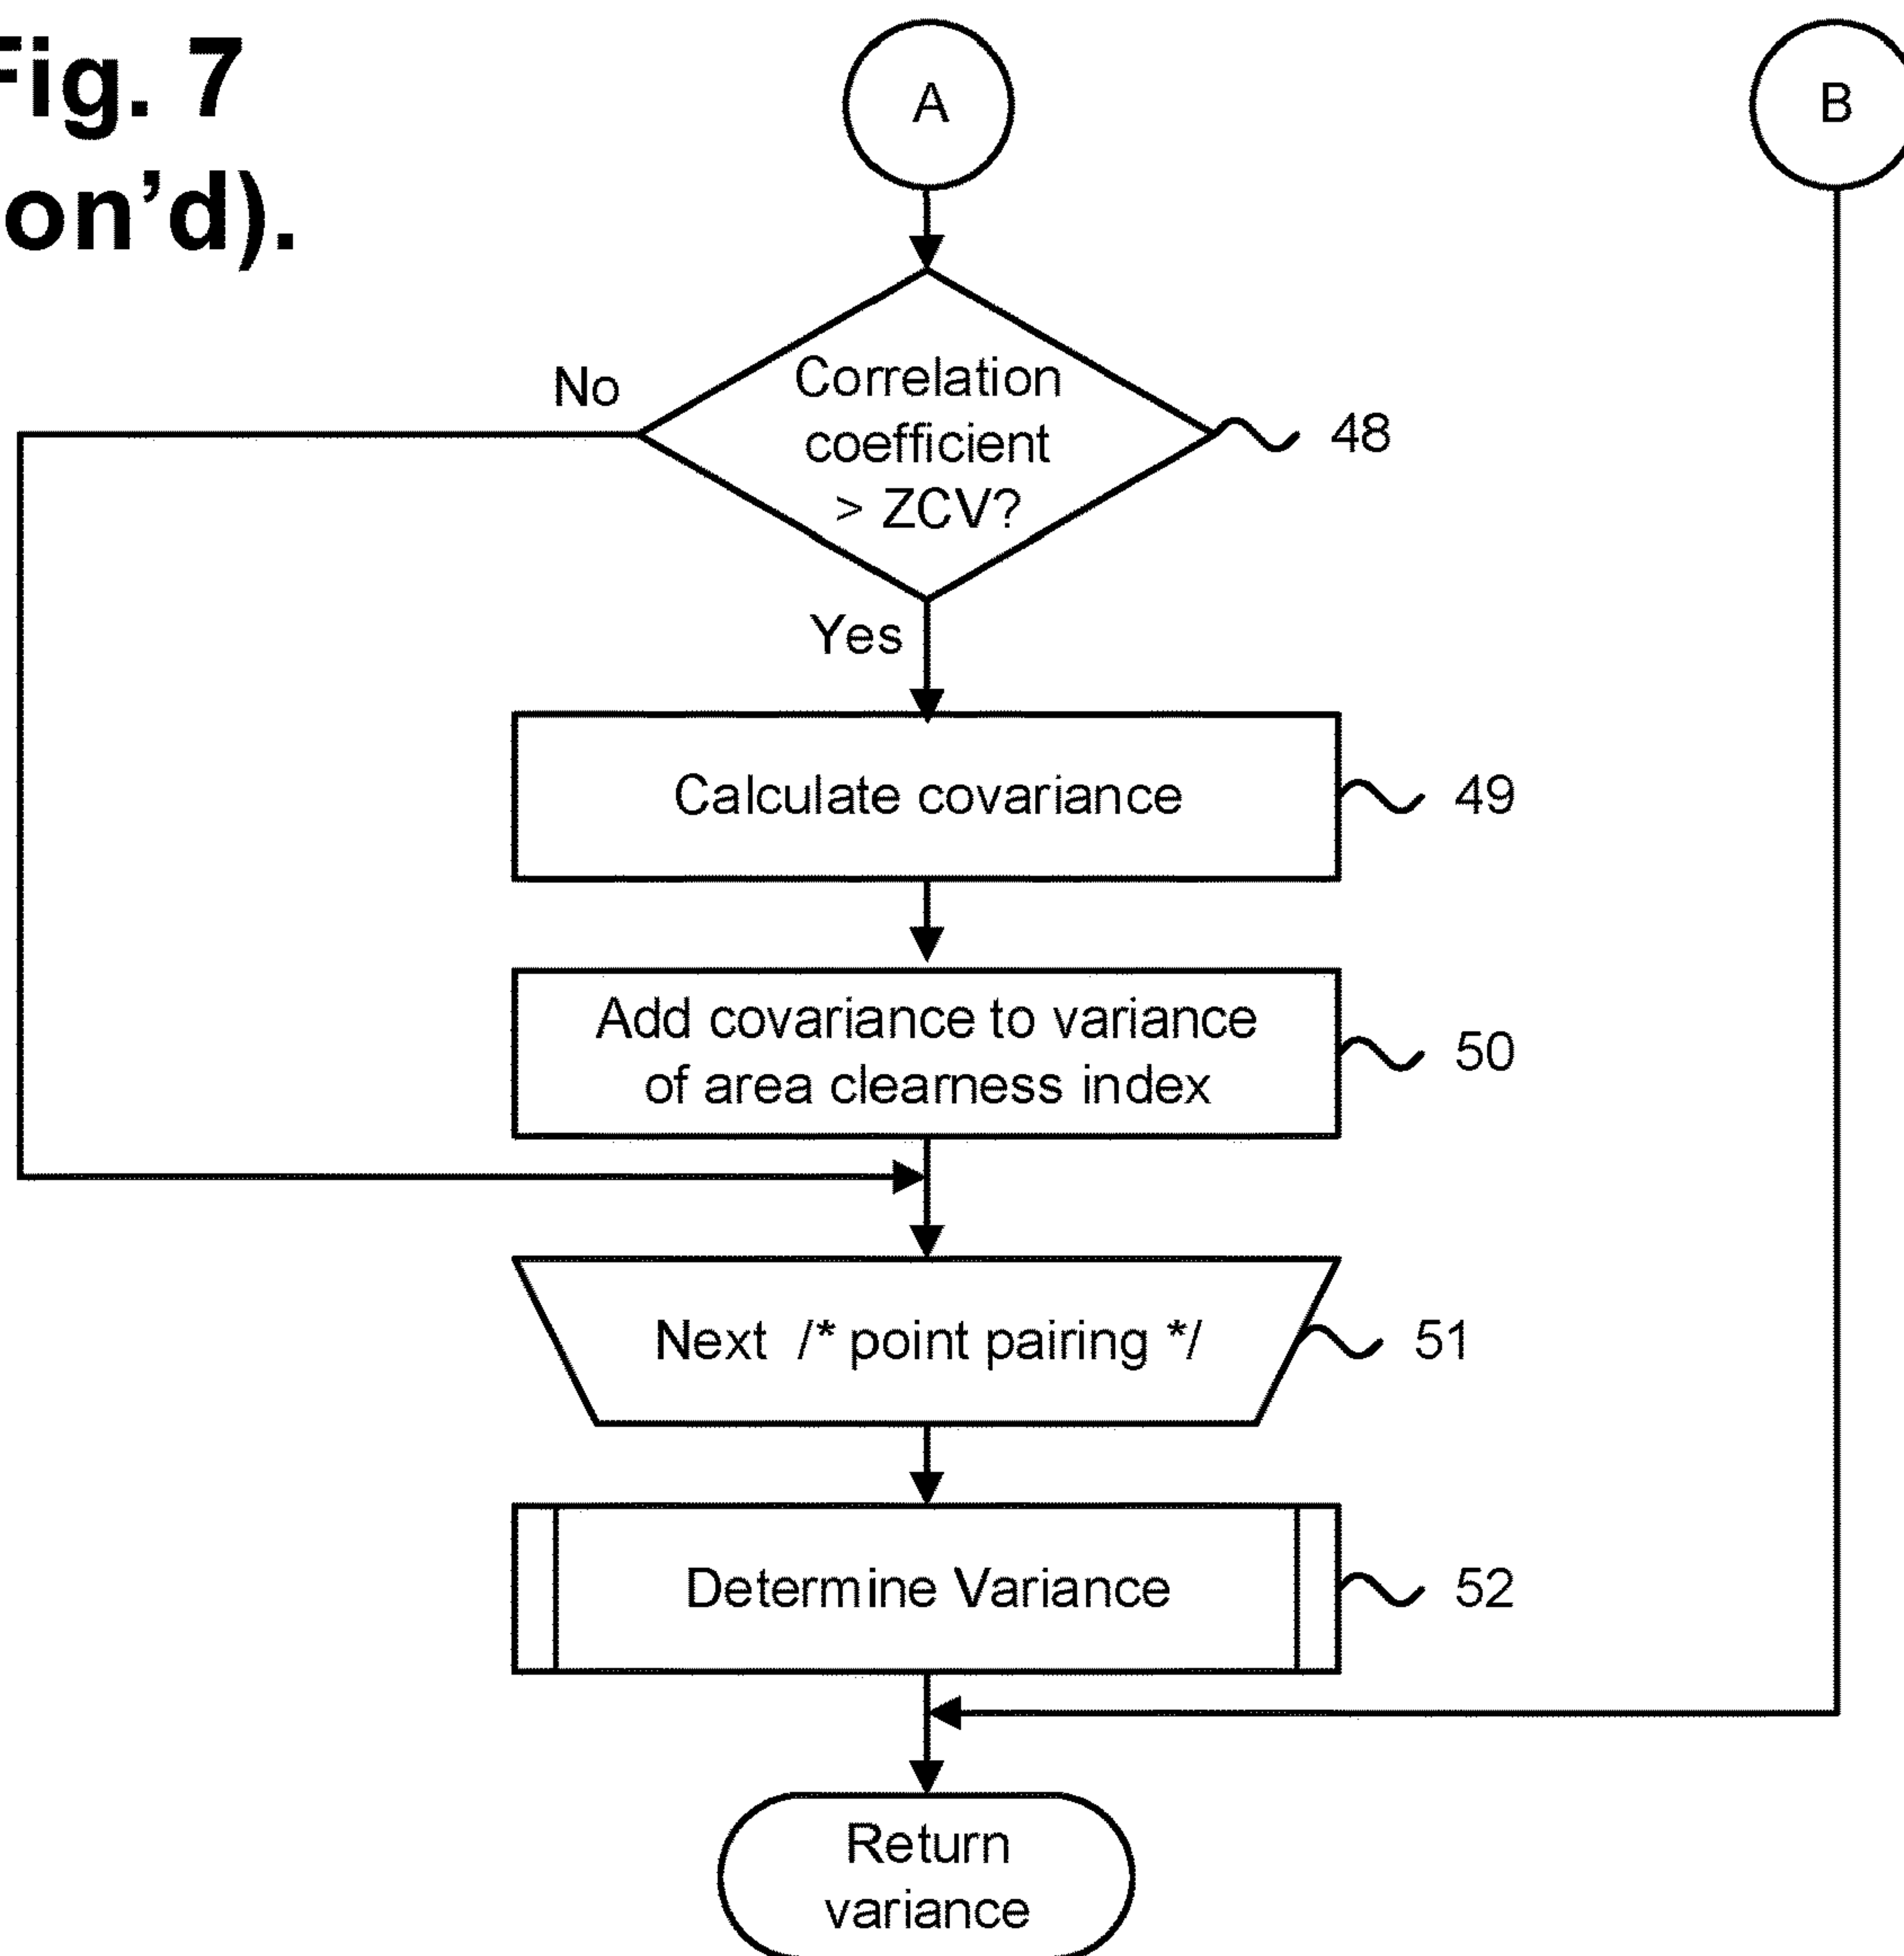 Fig. 7
on'd).
A
B
No
Correlation
coefficient
> ZCV?
48
Yes
Calculate covariance
49
Add covariance to variance
of area clearness index
50
Next /* point pairing */
51
Determine Variance
52
Return
variance